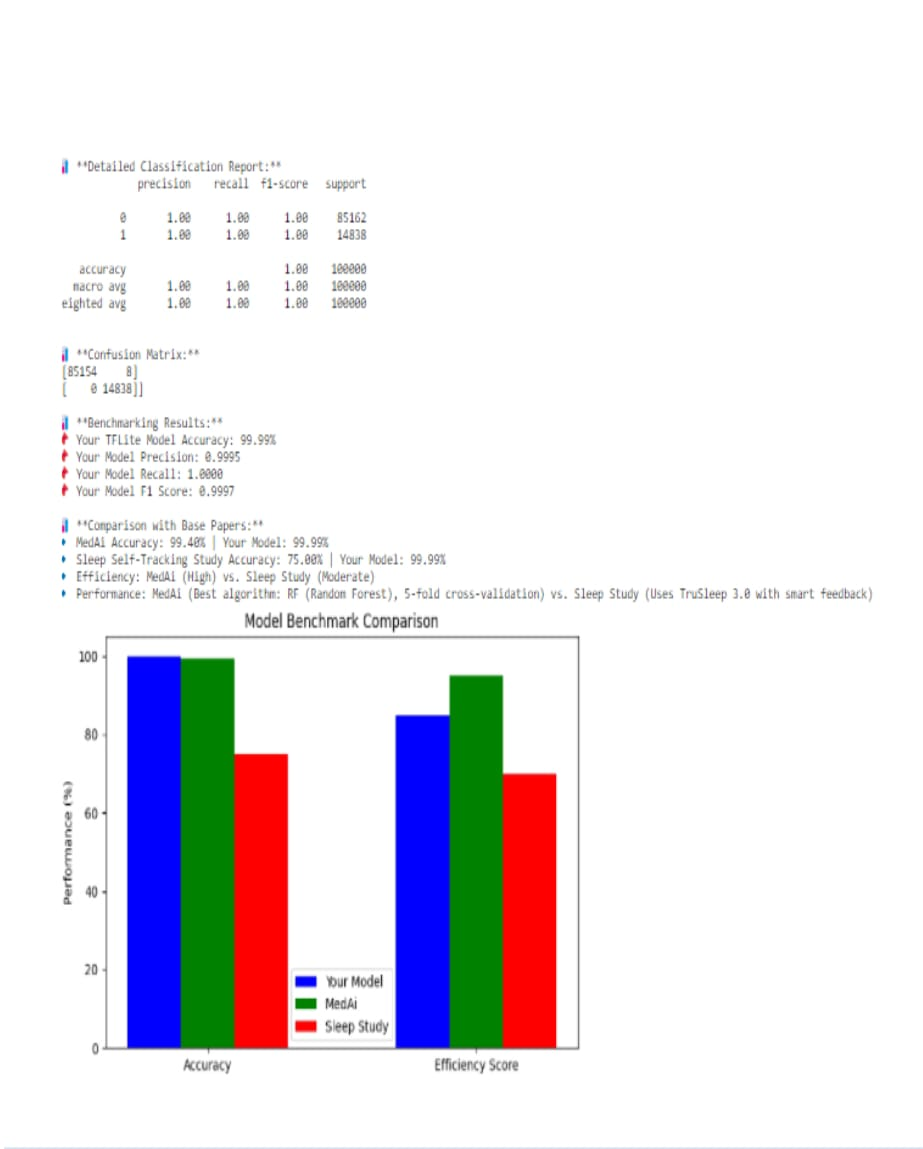 **Detailed Classification Report:**
precision recall f1-score support
0 1.00 1.00 1.00 85162
1 1.00 1.00 1.00 14838
accuracy 1.00 100000
macro avg 1.00 1.00 1.00 100000
eighted avg 1.00 1.00 1.00 100000
**Confusion Matrix:**
[85154 8]
[ 0 14838]]
**Benchmarking Results:**
Your TFLite Model Accuracy: 99.99%
Your Model Precision: 0.9995
Your Model Recall: 1.0000
Your Model F1 Score: 0.9997
**Comparison with Base Papers:**
MedAi Accuracy: 99.40% | Your Model: 99.99%
Sleep Self-Tracking Study Accuracy: 75.00% | Your Model: 99.99%
Efficiency: MedAi (High) vs. Sleep Study (Moderate)
Performance: MedAi (Best algorithm: RF (Random Forest), 5-fold cross-validation) vs. Sleep Study (Uses TruSleep 3.0 with smart feedback)
Model Benchmark Comparison
100
80
60
40
20
0
Performance (%)
Your Model
MedAi
Sleep Study
Accuracy Efficiency Score